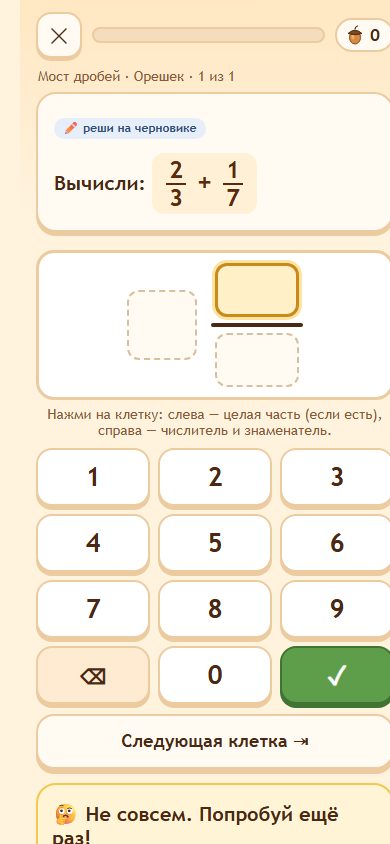 0
Мост дробей · Орешек · 1 из 1
реши на черновике
Вычисли: 2/3 + 1/7
Нажми на клетку: слева — целая часть (если есть),
справа — числитель и знаменатель.
1 2 3
4 5 6
7 8 9
⌫ 0 ✓
Следующая клетка ⇥
Не совсем. Попробуй ещё
раз!